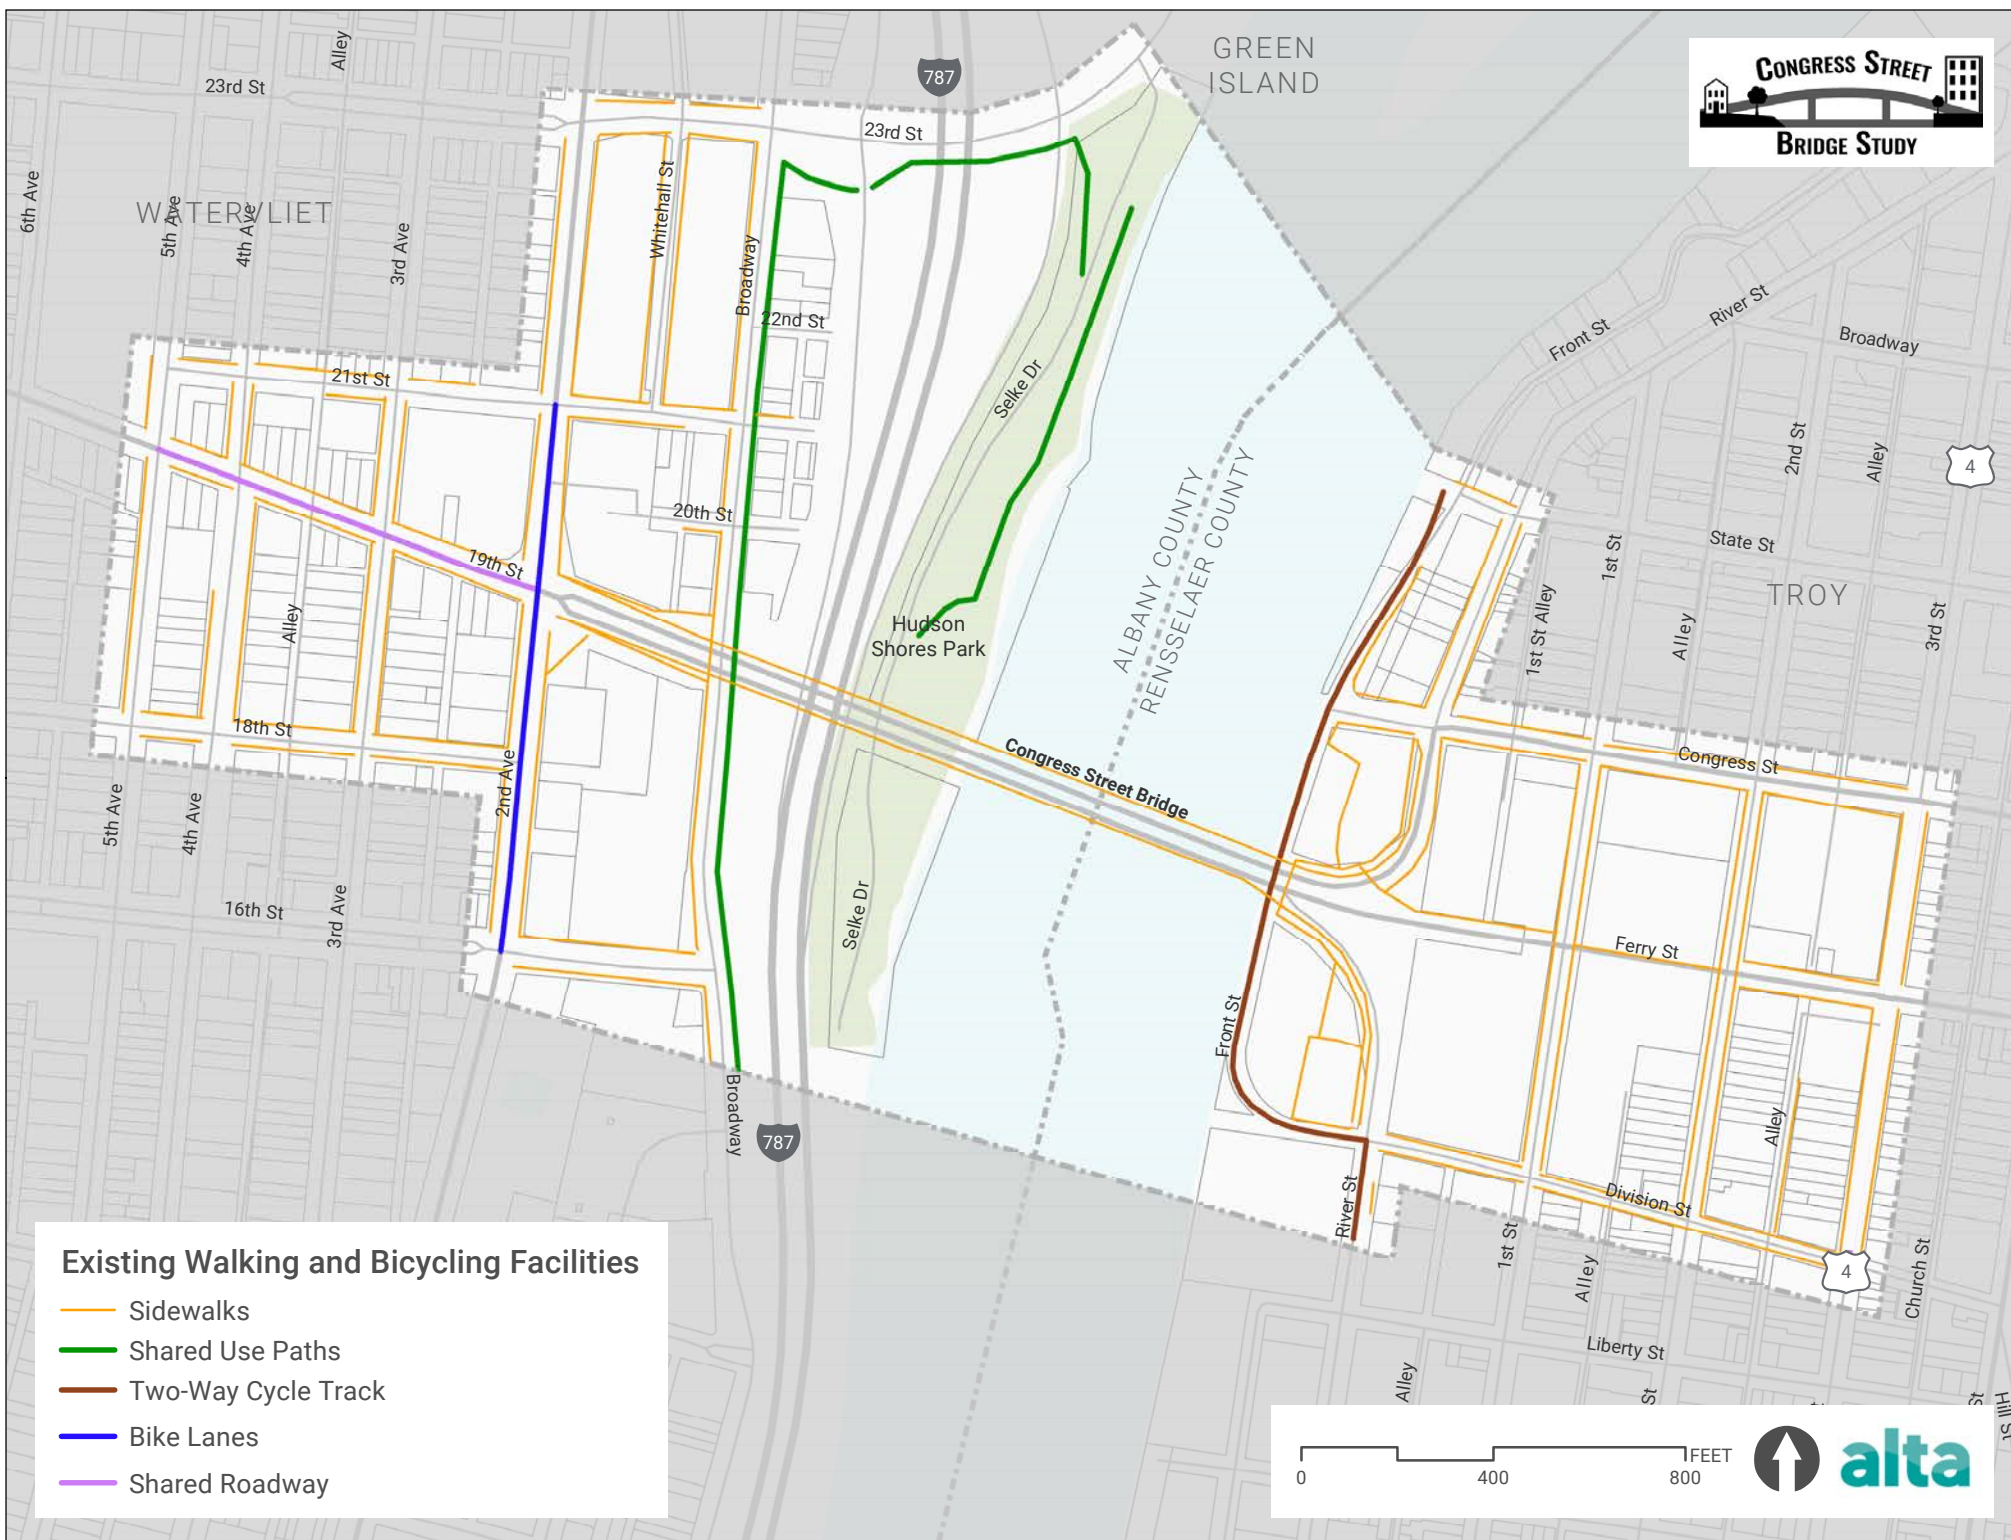 GREEN
ISLAND
CONGRESS STREET
BRIDGE STUDY
787
Alley
23rd St
23rd St
6th Ave
WATERVLIET
5th Ave
4th Ave
3rd Ave
Whitehall St
Broadway
22nd St
21st St
Selke Dr
20th St
19th St
Alley
Hudson
Shores Park
18th St
2nd Ave
5th Ave
4th Ave
3rd Ave
16th St
Selke Dr
Broadway
787
ALBANY COUNTY
RENSSELAER COUNTY
Congress Street Bridge
Front St
River St
Broadway
2nd St
Alley
4
State St
1st St
TROY
1st St Alley
Alley
3rd St
Congress St
Ferry St
Front St
River St
Alley
Division St
4
1st St
Alley
Church St
Liberty St
Alley
St
St
Hill St
Existing Walking and Bicycling Facilities
Sidewalks
Shared Use Paths
Two-Way Cycle Track
Bike Lanes
Shared Roadway
FEET
0
400
800
alta